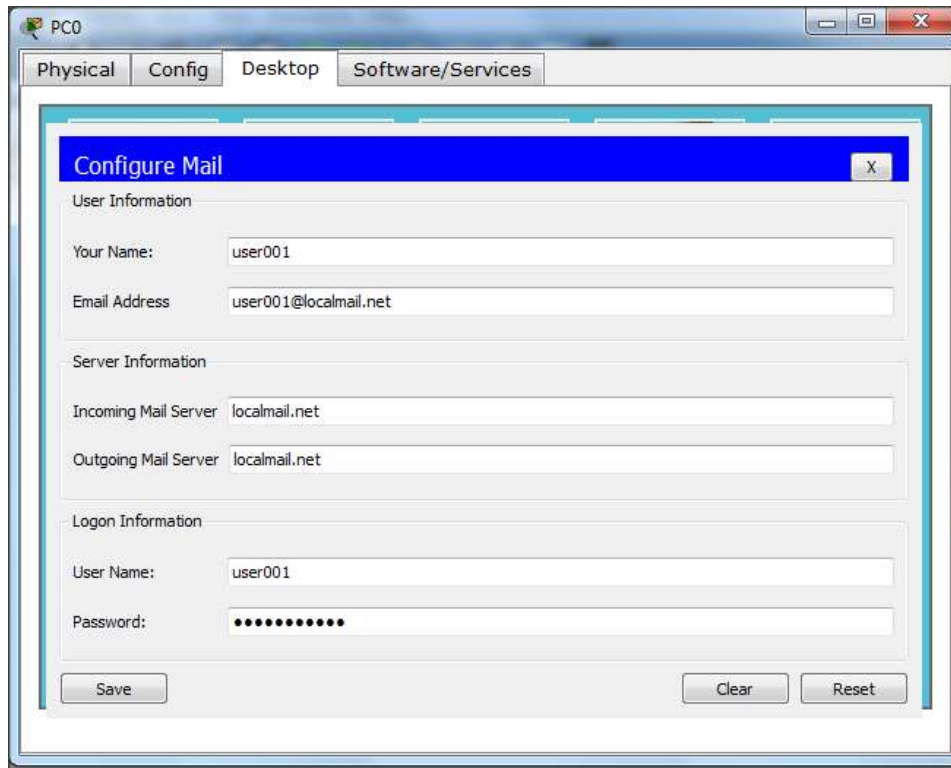 PC0
Physical Config Desktop Software/Services
Configure Mail X
User Information
Your Name: user001
Email Address user001@localmail.net
Server Information
Incoming Mail Server localmail.net
Outgoing Mail Server localmail.net
Logon Information
User Name: user001
Password: •••••••••••
Save Clear Reset